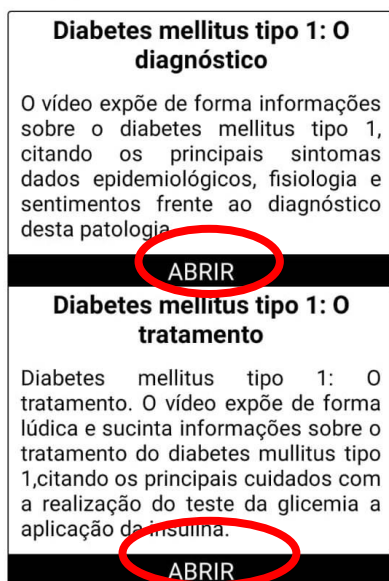 Diabetes mellitus tipo 1: O
diagnóstico
O vídeo expõe de forma informações
sobre o diabetes mellitus tipo 1,
citando os principais sintomas
dados epidemiológicos, fisiologia e
sentimentos frente ao diagnóstico
desta patologia.
ABRIR
Diabetes mellitus tipo 1: O
tratamento
Diabetes mellitus tipo 1: O
tratamento. O vídeo expõe de forma
lúdica e sucinta informações sobre o
tratamento do diabetes mullitus tipo
1,citando os principais cuidados com
a realização do teste da glicemia a
aplicação da insulina.
ABRIR